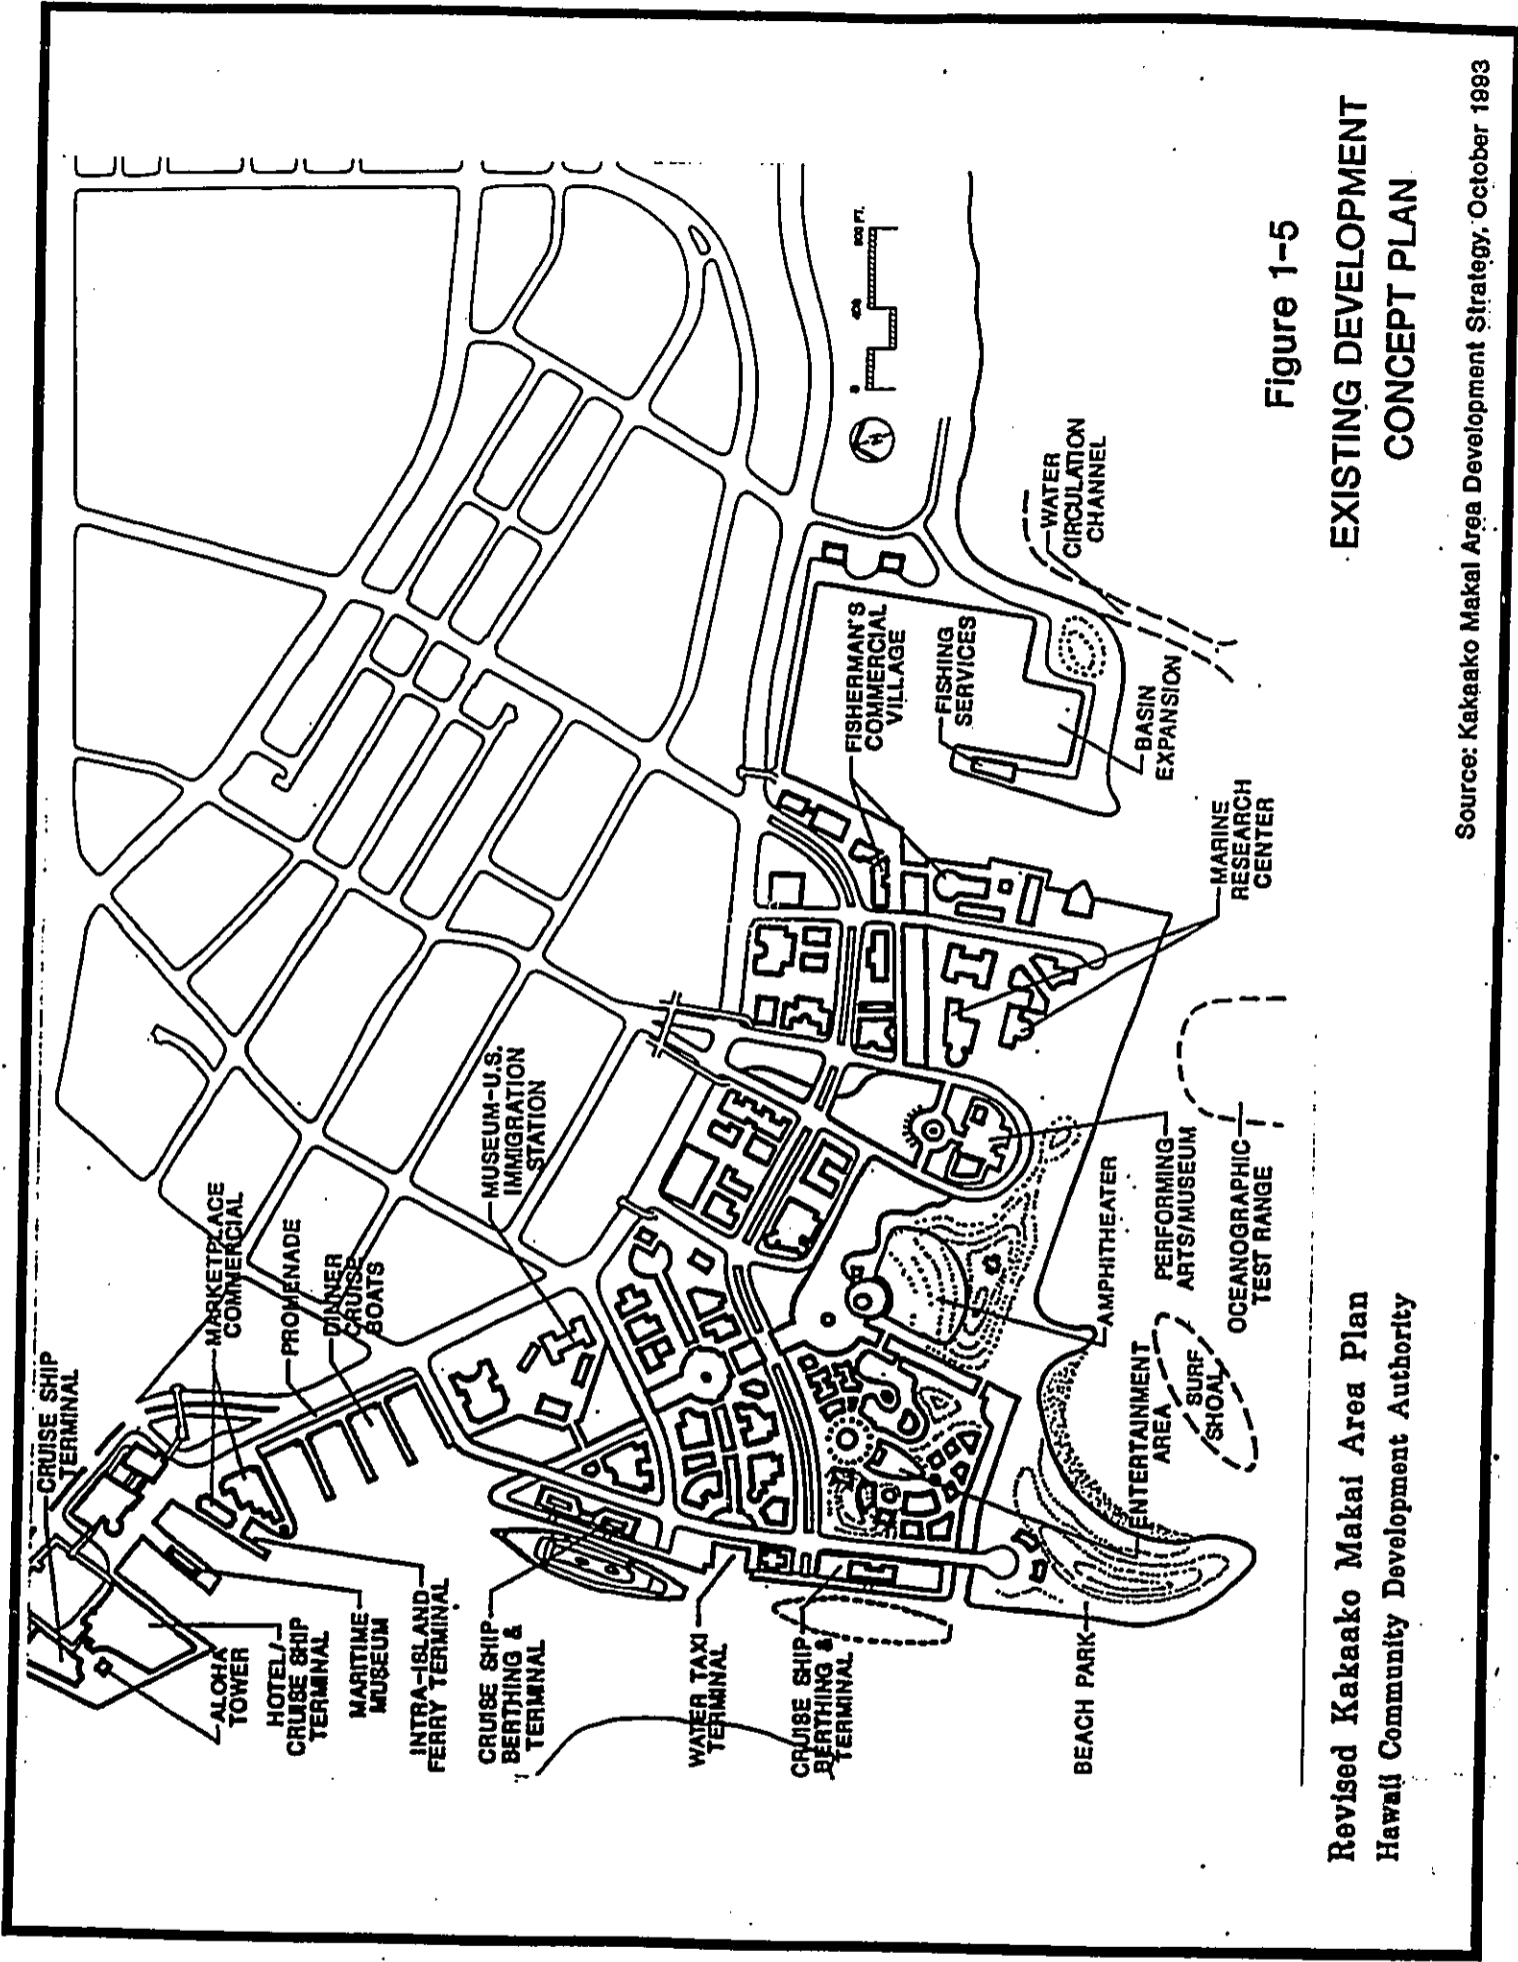 CRUISE SHIP
TERMINAL
MARKETPLACE
COMMERCIAL
PROMENADE
DINNER
CRUISE
BOATS
MUSEUM-U.S.
IMMIGRATION
STATION
ALOHA
TOWER
HOTEL/
CRUISE SHIP
TERMINAL
MARITIME
MUSEUM
INTRA-ISLAND
FERRY TERMINAL
CRUISE SHIP
BERTHING &
TERMINAL
WATER TAXI
TERMINAL
CRUISE SHIP
BERTHING &
TERMINAL
BEACH PARK
ENTERTAINMENT
AREA
SURF
SHOAL
AMPHITHEATER
PERFORMING
ARTS/MUSEUM
OCEANOGRAPHIC
TEST RANGE
MARINE
RESEARCH
CENTER
FISHERMAN'S
COMMERCIAL
VILLAGE
FISHING
SERVICES
BASIN
EXPANSION
WATER
CIRCULATION
CHANNEL
0 400 800 FT.
Figure 1-5
EXISTING DEVELOPMENT
CONCEPT PLAN
Revised Kakaako Makai Area Plan
Hawaii Community Development Authority
Source: Kakaako Makai Area Development Strategy, October 1993